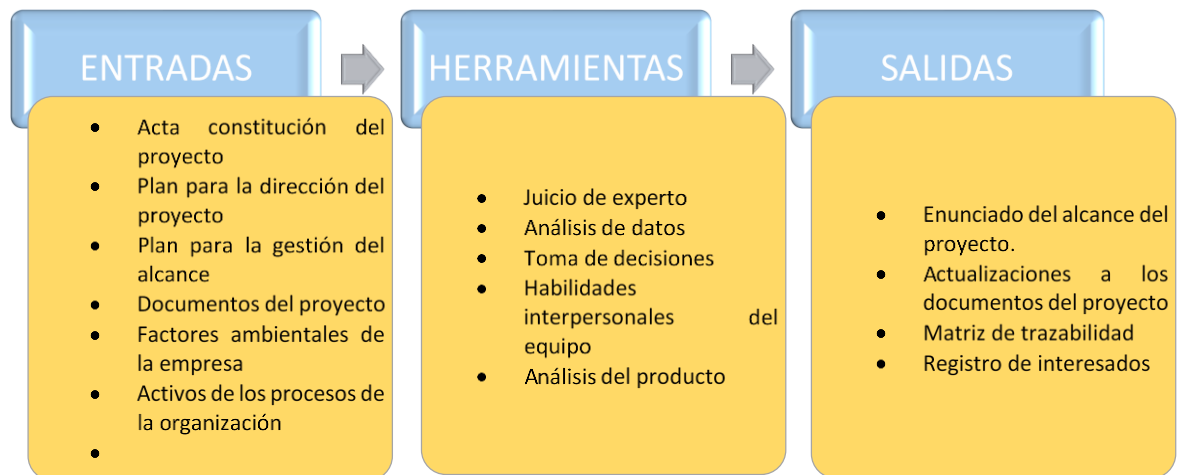 ENTRADAS
• Acta constitución del
proyecto
• Plan para la dirección del
proyecto
• Plan para la gestión del
alcance
• Documentos del proyecto
• Factores ambientales de
la empresa
• Activos de los procesos de
la organización
•
HERRAMIENTAS
• Juicio de experto
• Análisis de datos
• Toma de decisiones
• Habilidades
interpersonales del
equipo
• Análisis del producto
SALIDAS
• Enunciado del alcance del
proyecto.
• Actualizaciones a los
documentos del proyecto
• Matriz de trazabilidad
• Registro de interesados